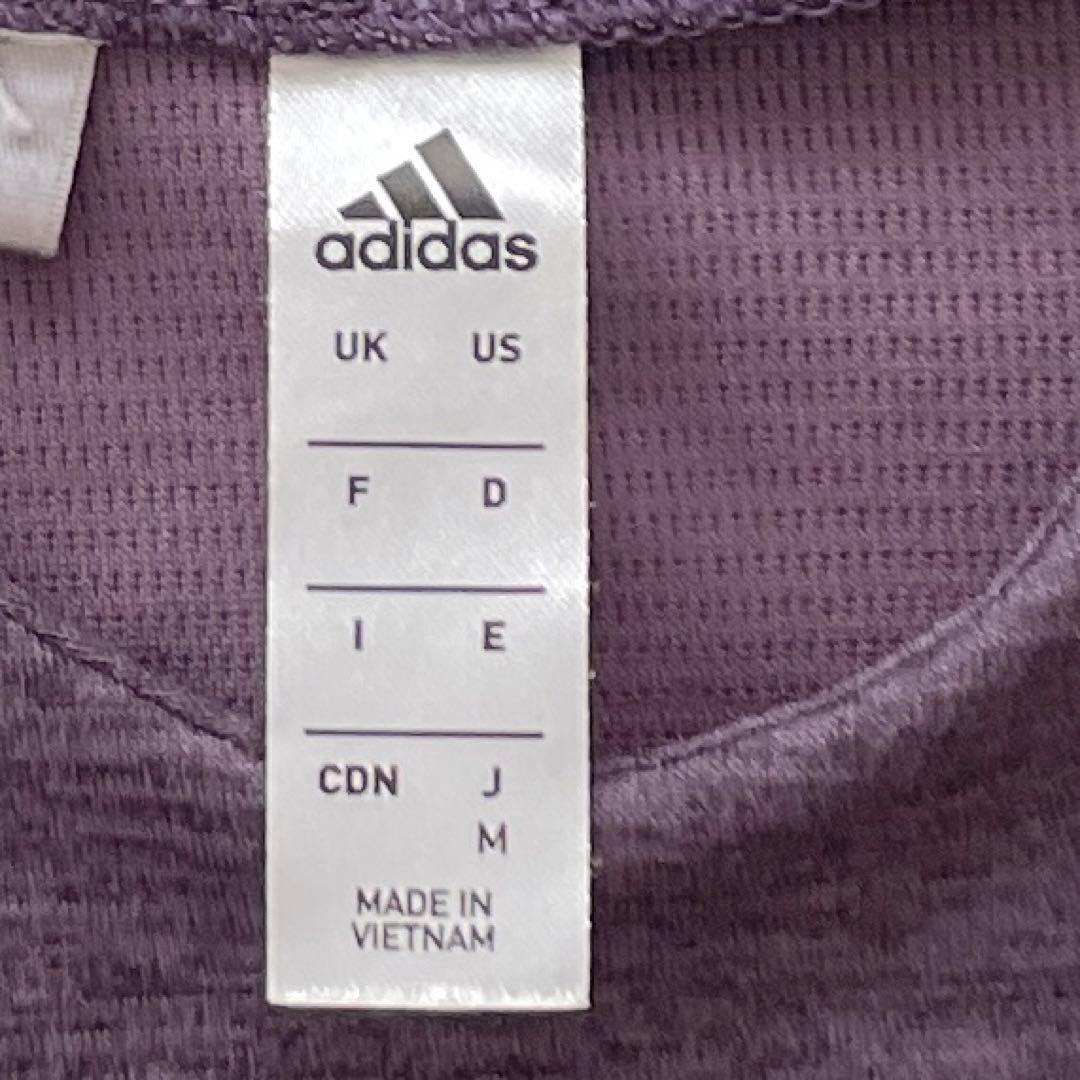 adidas
UK US
F D
I E
CDN J
M
MADE IN
VIETNAM